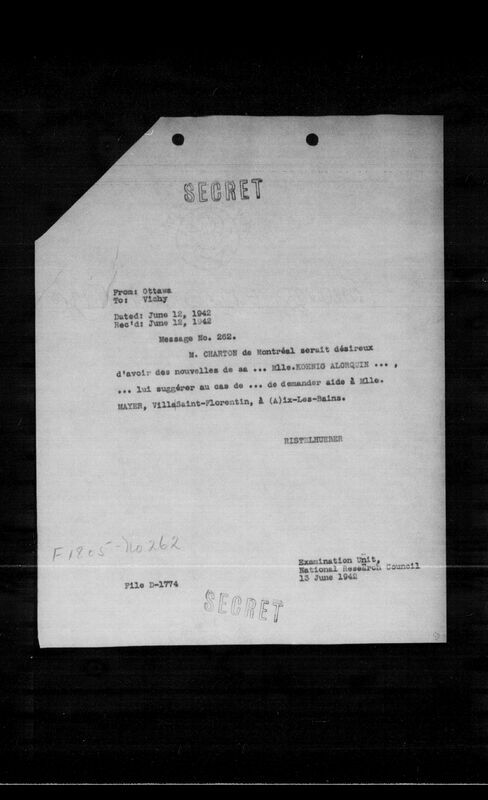 SECRET
From: Ottawa
To: Vichy
Dated: June 12, 1942
Rec'd: June 12, 1942
Message No. 262.
M. CHARTON de Montréal serait désireux
d'avoir des nouvelles de sa ... Mlle.KOENIG ALORQUIN ... ,
... lui suggérer au cas de ... de demander aide à Mlle.
MAYER, VillaSaint-Florentin, à (A)ix-Les-Bains.
RISTELHUEBER
F1805-No 262
Examination Unit,
National Research Council
13 June 1942
File D-1774
SECRET